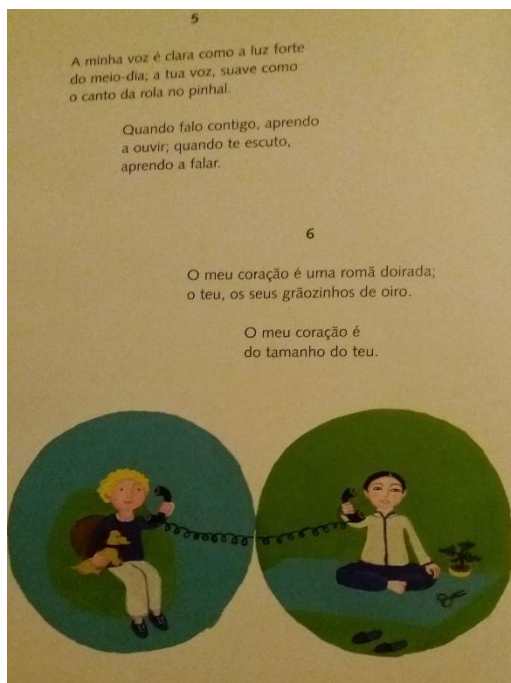 5
A minha voz é clara como a luz forte
do meio-dia; a tua voz, suave como
o canto da rola no pinhal.
Quando falo contigo, aprendo
a ouvir; quando te escuto,
aprendo a falar.
6
O meu coração é uma romã doirada;
o teu, os seus grãozinhos de oiro.
O meu coração é
do tamanho do teu.